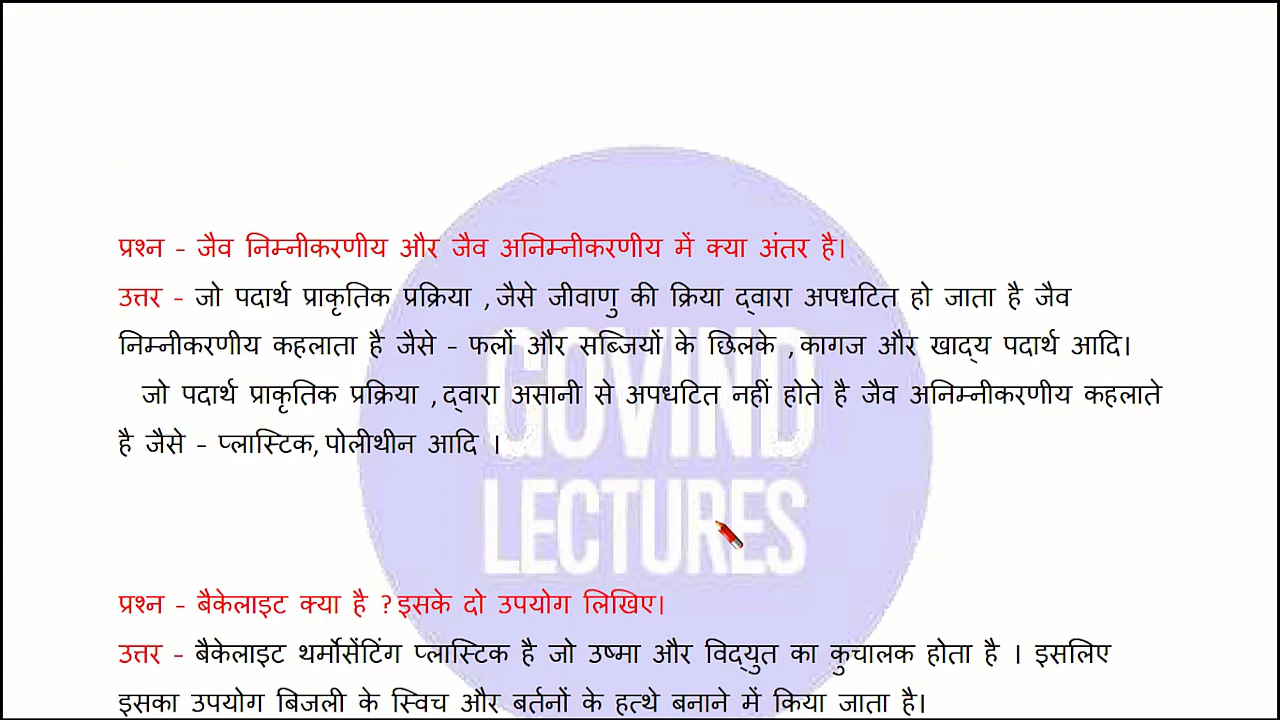 प्रश्न - जैव निम्नीकरणीय और जैव अनिम्नीकरणीय में क्या अंतर है।
उत्तर - जो पदार्थ प्राकृतिक प्रक्रिया ,जैसे जीवाणु की क्रिया द्वारा अपधटित हो जाता है जैव
निम्नीकरणीय कहलाता है जैसे - फलों और सब्जियों के छिलके ,कागज और खाद्य पदार्थ आदि।
जो पदार्थ प्राकृतिक प्रक्रिया ,द्वारा असानी से अपधटित नहीं होते है जैव अनिम्नीकरणीय कहलाते
है जैसे - प्लास्टिक, पोलीथीन आदि ।
GOVIND
LECTURES
प्रश्न - बैकेलाइट क्या है ?इसके दो उपयोग लिखिए।
उत्तर - बैकेलाइट थर्मोसेंटिंग प्लास्टिक है जो उष्मा और विद्युत का कुचालक होता है । इसलिए
इसका उपयोग बिजली के स्विच और बर्तनों के हत्थे बनाने में किया जाता है।